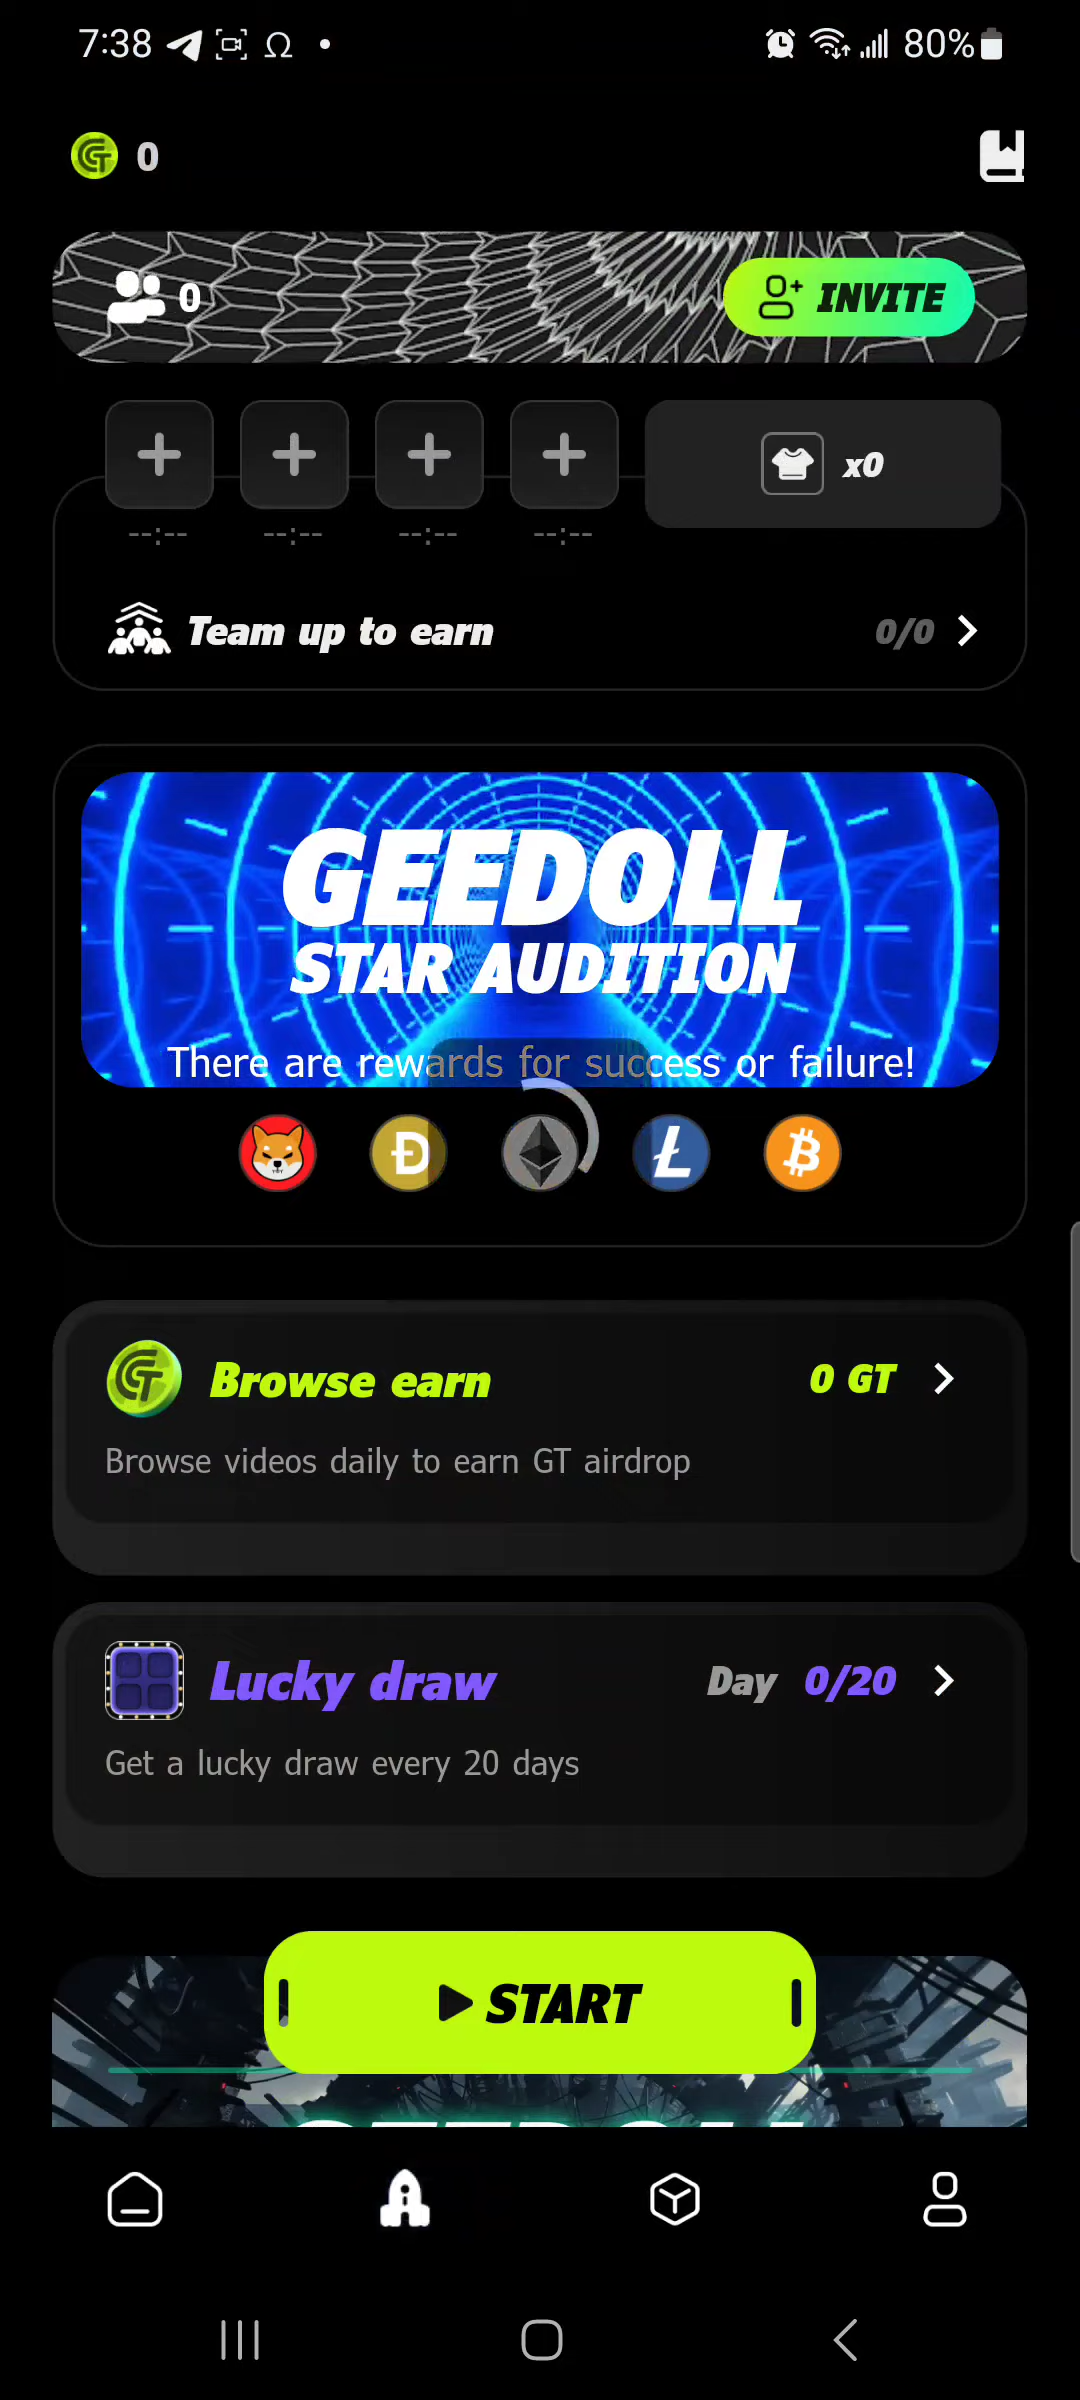 7:38
80%
0
0
INVITE
x0
--:-- --:-- --:-- --:--
Team up to earn 0/0
GEEDOLL
STAR AUDITION
There are rewards for success or failure!
Browse earn 0 GT
Browse videos daily to earn GT airdrop
Lucky draw Day 0/20
Get a lucky draw every 20 days
START